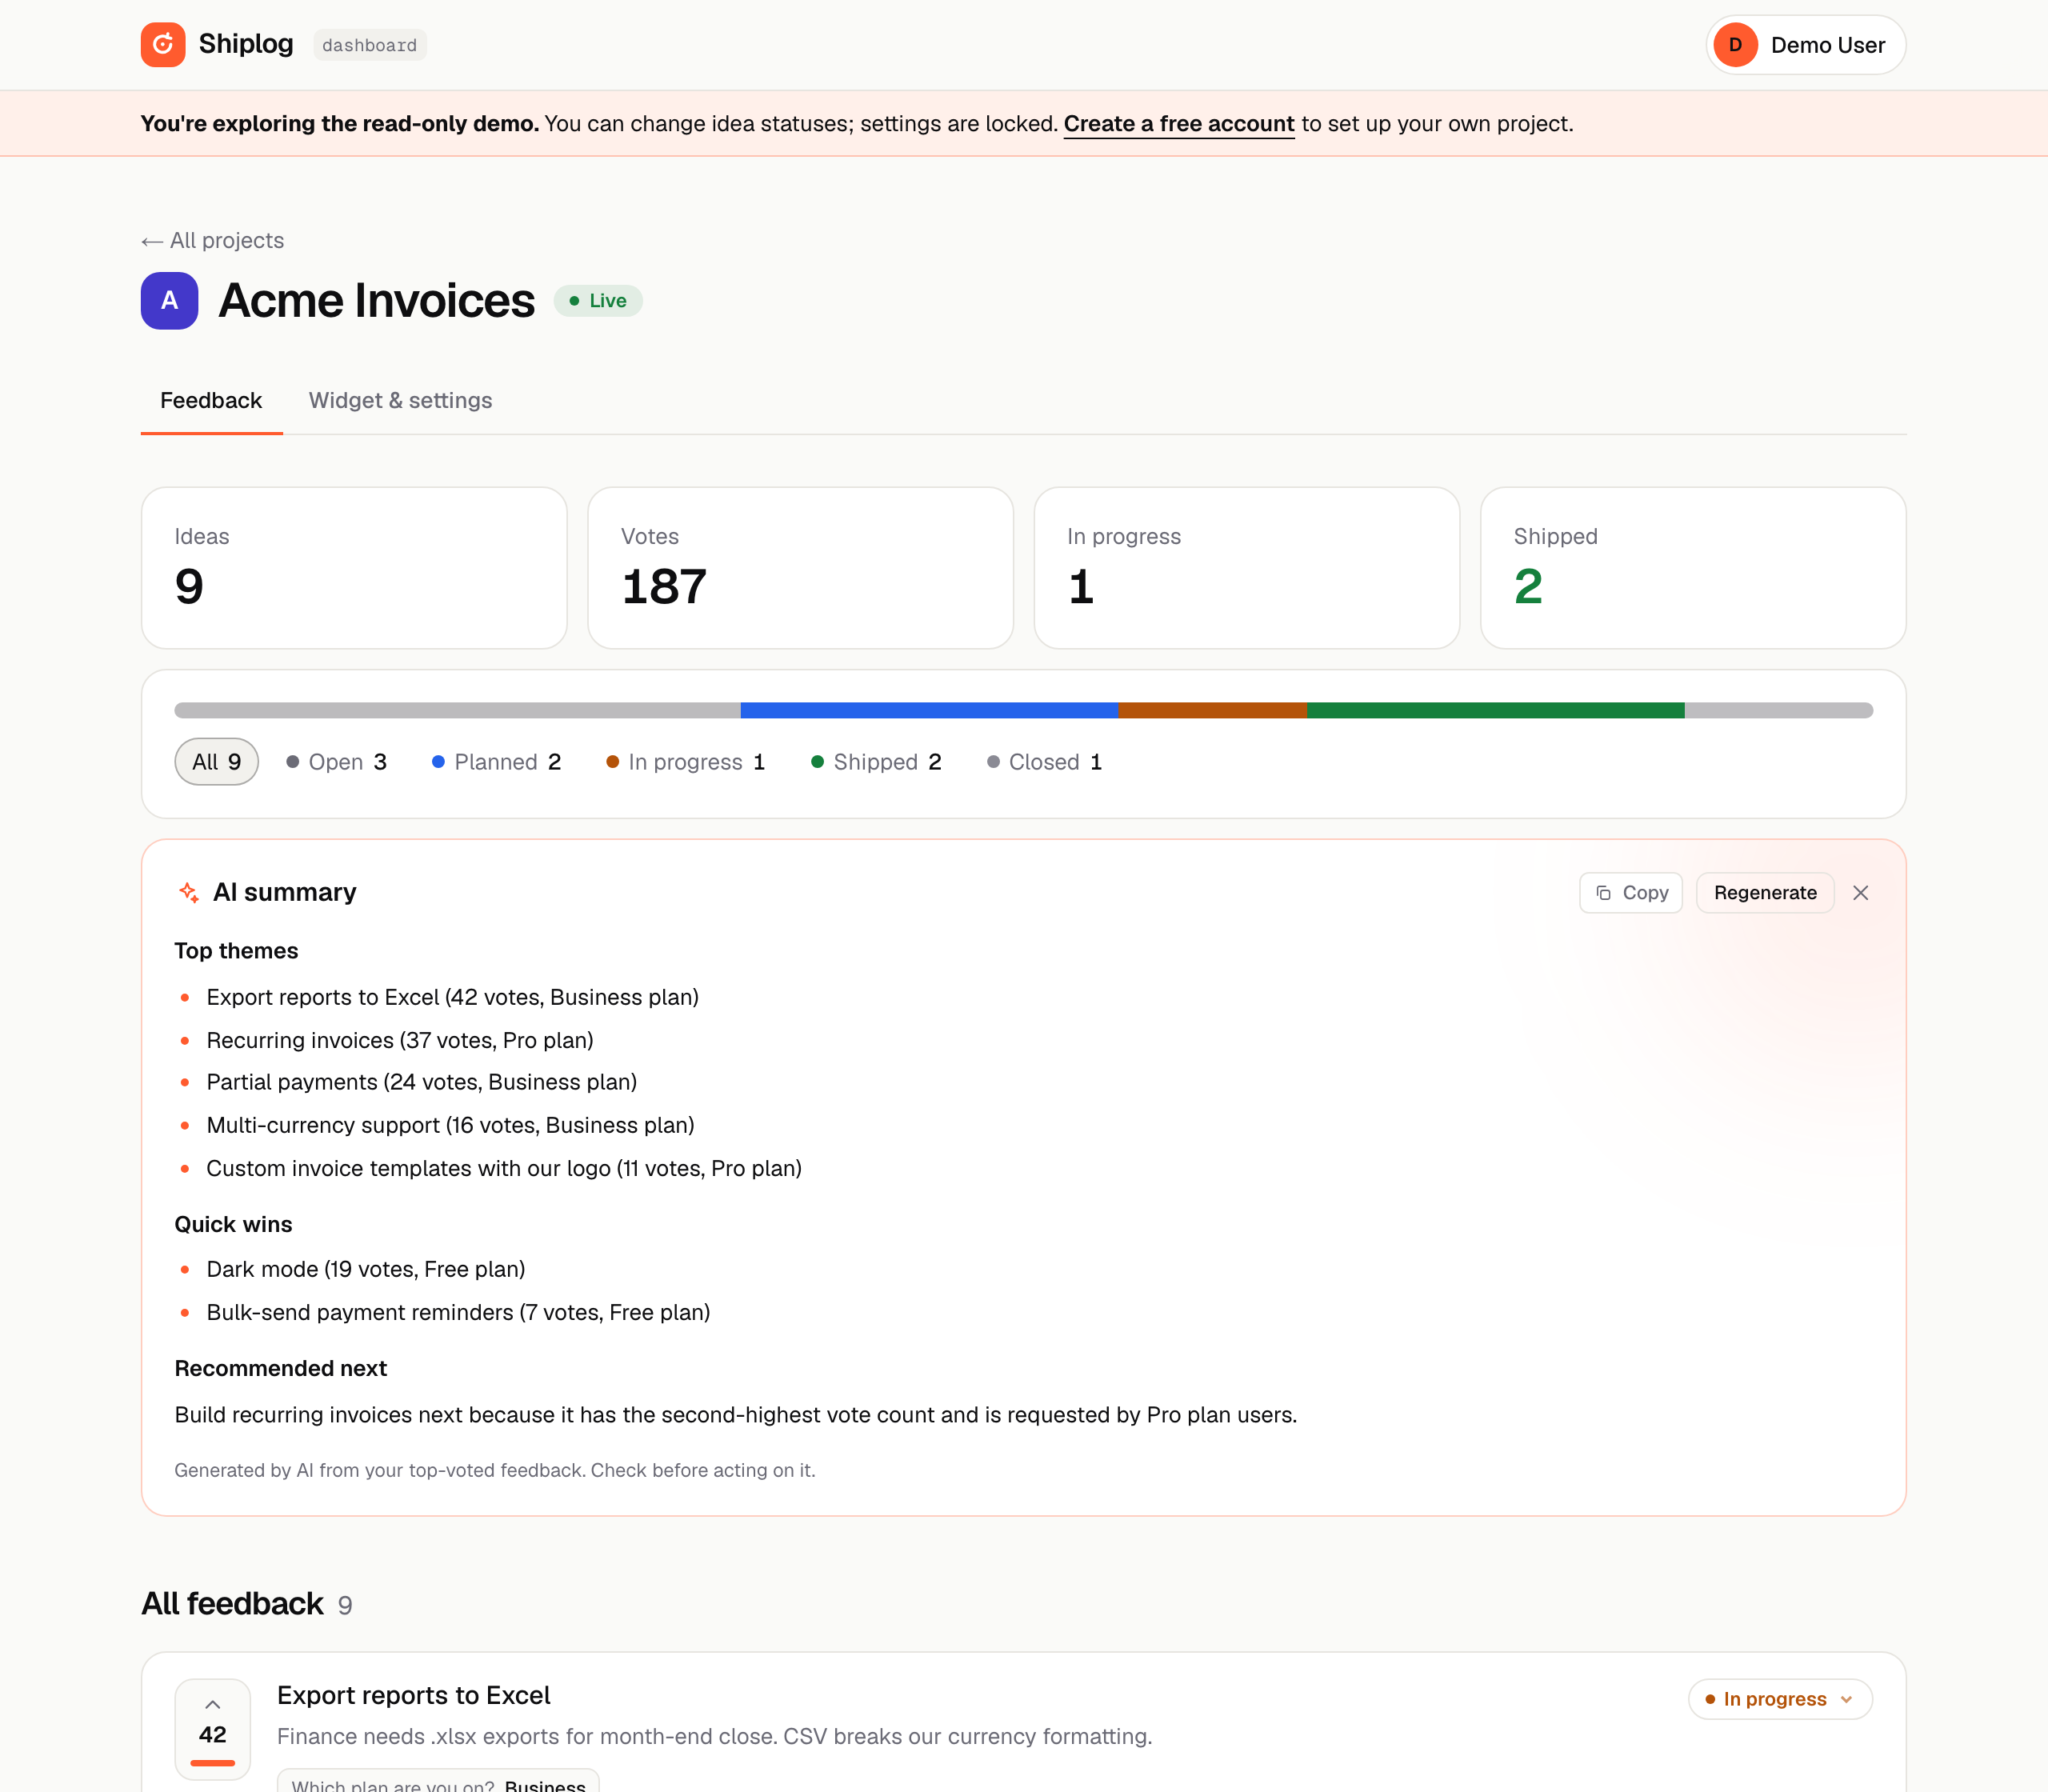 Shiplog dashboard
D Demo User
You're exploring the read-only demo. You can change idea statuses; settings are locked. Create a free account to set up your own project.
← All projects
A Acme Invoices Live
Feedback Widget & settings
Ideas
9
Votes
187
In progress
1
Shipped
2
All 9 Open 3 Planned 2 In progress 1 Shipped 2 Closed 1
AI summary
Copy Regenerate
Top themes
Export reports to Excel (42 votes, Business plan)
Recurring invoices (37 votes, Pro plan)
Partial payments (24 votes, Business plan)
Multi-currency support (16 votes, Business plan)
Custom invoice templates with our logo (11 votes, Pro plan)
Quick wins
Dark mode (19 votes, Free plan)
Bulk-send payment reminders (7 votes, Free plan)
Recommended next
Build recurring invoices next because it has the second-highest vote count and is requested by Pro plan users.
Generated by AI from your top-voted feedback. Check before acting on it.
All feedback 9
42
Export reports to Excel
In progress
Finance needs .xlsx exports for month-end close. CSV breaks our currency formatting.
Which plan are you on? Business